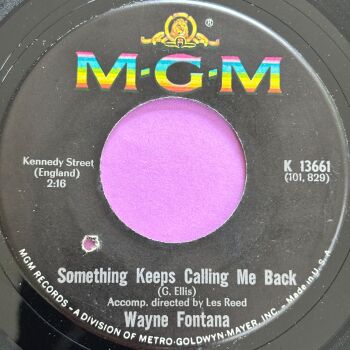 ®
M-G-M
Kennedy Street
(England)
2:16
K 13661
(101, 829)
Something Keeps Calling Me Back
(G. Ellis)
Accomp. directed by Les Reed
Wayne Fontana
MGM RECORDS - A DIVISION OF METRO-GOLDWYN-MAYER, INC. Made in U.S.A.